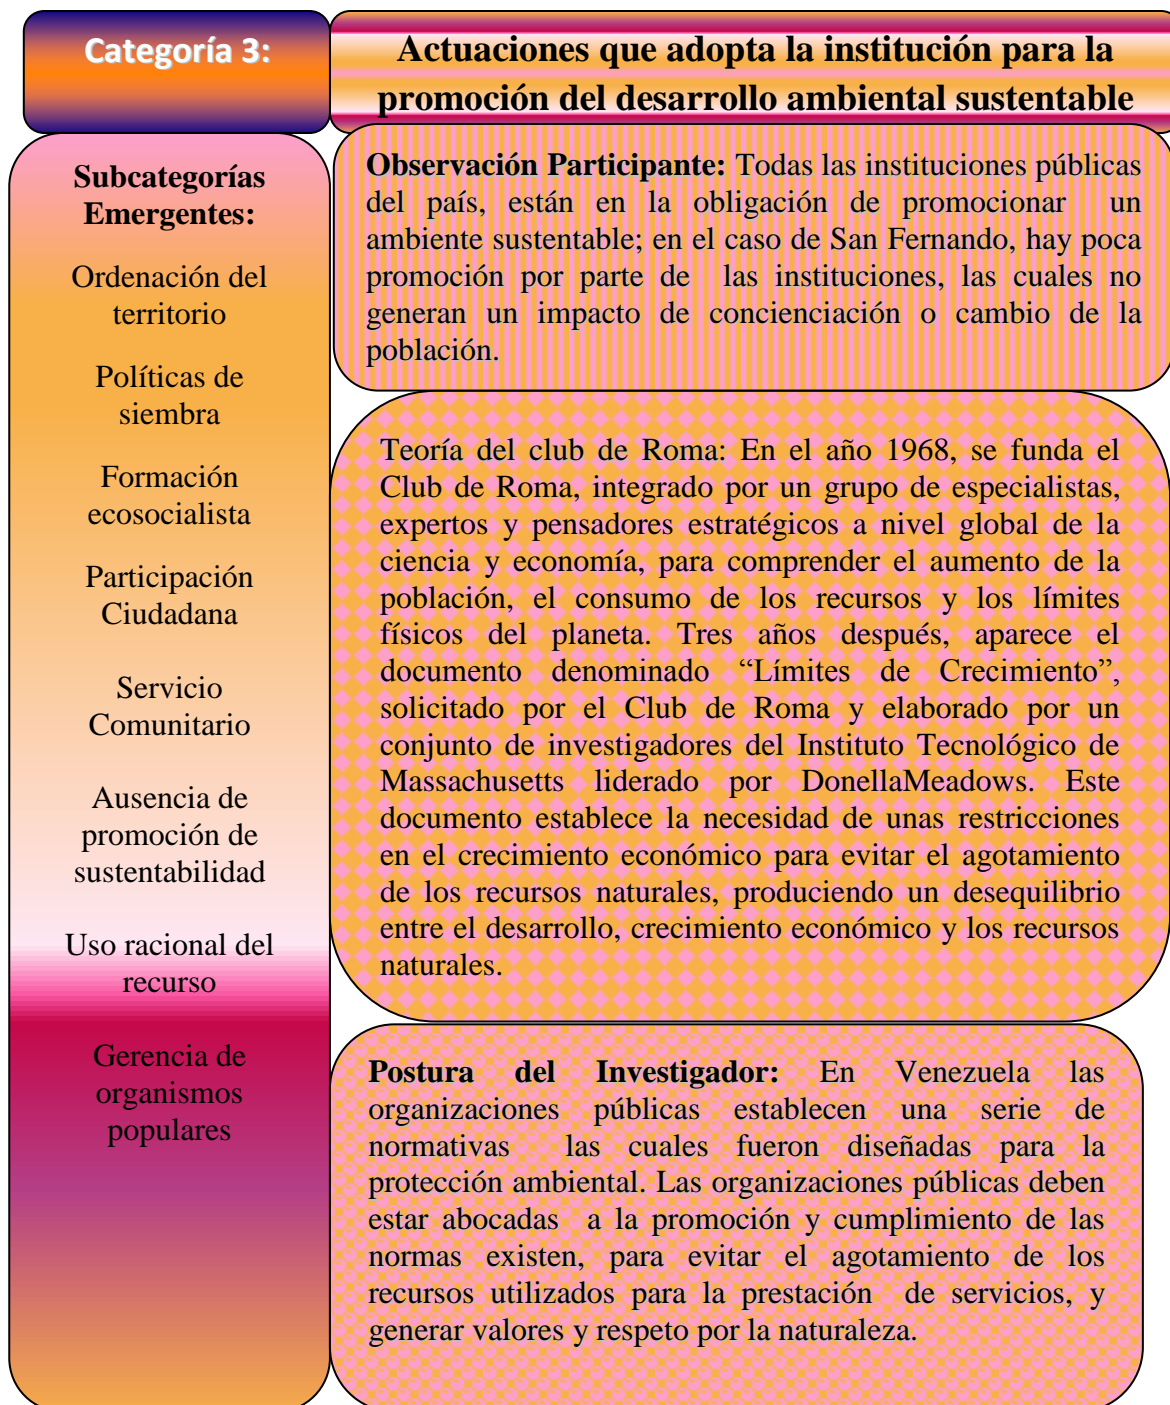 Categoría 3:
Actuaciones que adopta la institución para la
promoción del desarrollo ambiental sustentable
Subcategorías
Emergentes:
Ordenación del
territorio
Políticas de
siembra
Formación
ecosocialista
Participación
Ciudadana
Servicio
Comunitario
Ausencia de
promoción de
sustentabilidad
Uso racional del
recurso
Gerencia de
organismos
populares
Observación Participante: Todas las instituciones públicas
del país, están en la obligación de promocionar un
ambiente sustentable; en el caso de San Fernando, hay poca
promoción por parte de las instituciones, las cuales no
generan un impacto de concienciación o cambio de la
población.
Teoría del club de Roma: En el año 1968, se funda el
Club de Roma, integrado por un grupo de especialistas,
expertos y pensadores estratégicos a nivel global de la
ciencia y economía, para comprender el aumento de la
población, el consumo de los recursos y los límites
físicos del planeta. Tres años después, aparece el
documento denominado “Límites de Crecimiento”,
solicitado por el Club de Roma y elaborado por un
conjunto de investigadores del Instituto Tecnológico de
Massachusetts liderado por DonellaMeadows. Este
documento establece la necesidad de unas restricciones
en el crecimiento económico para evitar el agotamiento
de los recursos naturales, produciendo un desequilibrio
entre el desarrollo, crecimiento económico y los recursos
naturales.
Postura del Investigador: En Venezuela las
organizaciones públicas establecen una serie de
normativas las cuales fueron diseñadas para la
protección ambiental. Las organizaciones públicas deben
estar abocadas a la promoción y cumplimiento de las
normas existen, para evitar el agotamiento de los
recursos utilizados para la prestación de servicios, y
generar valores y respeto por la naturaleza.